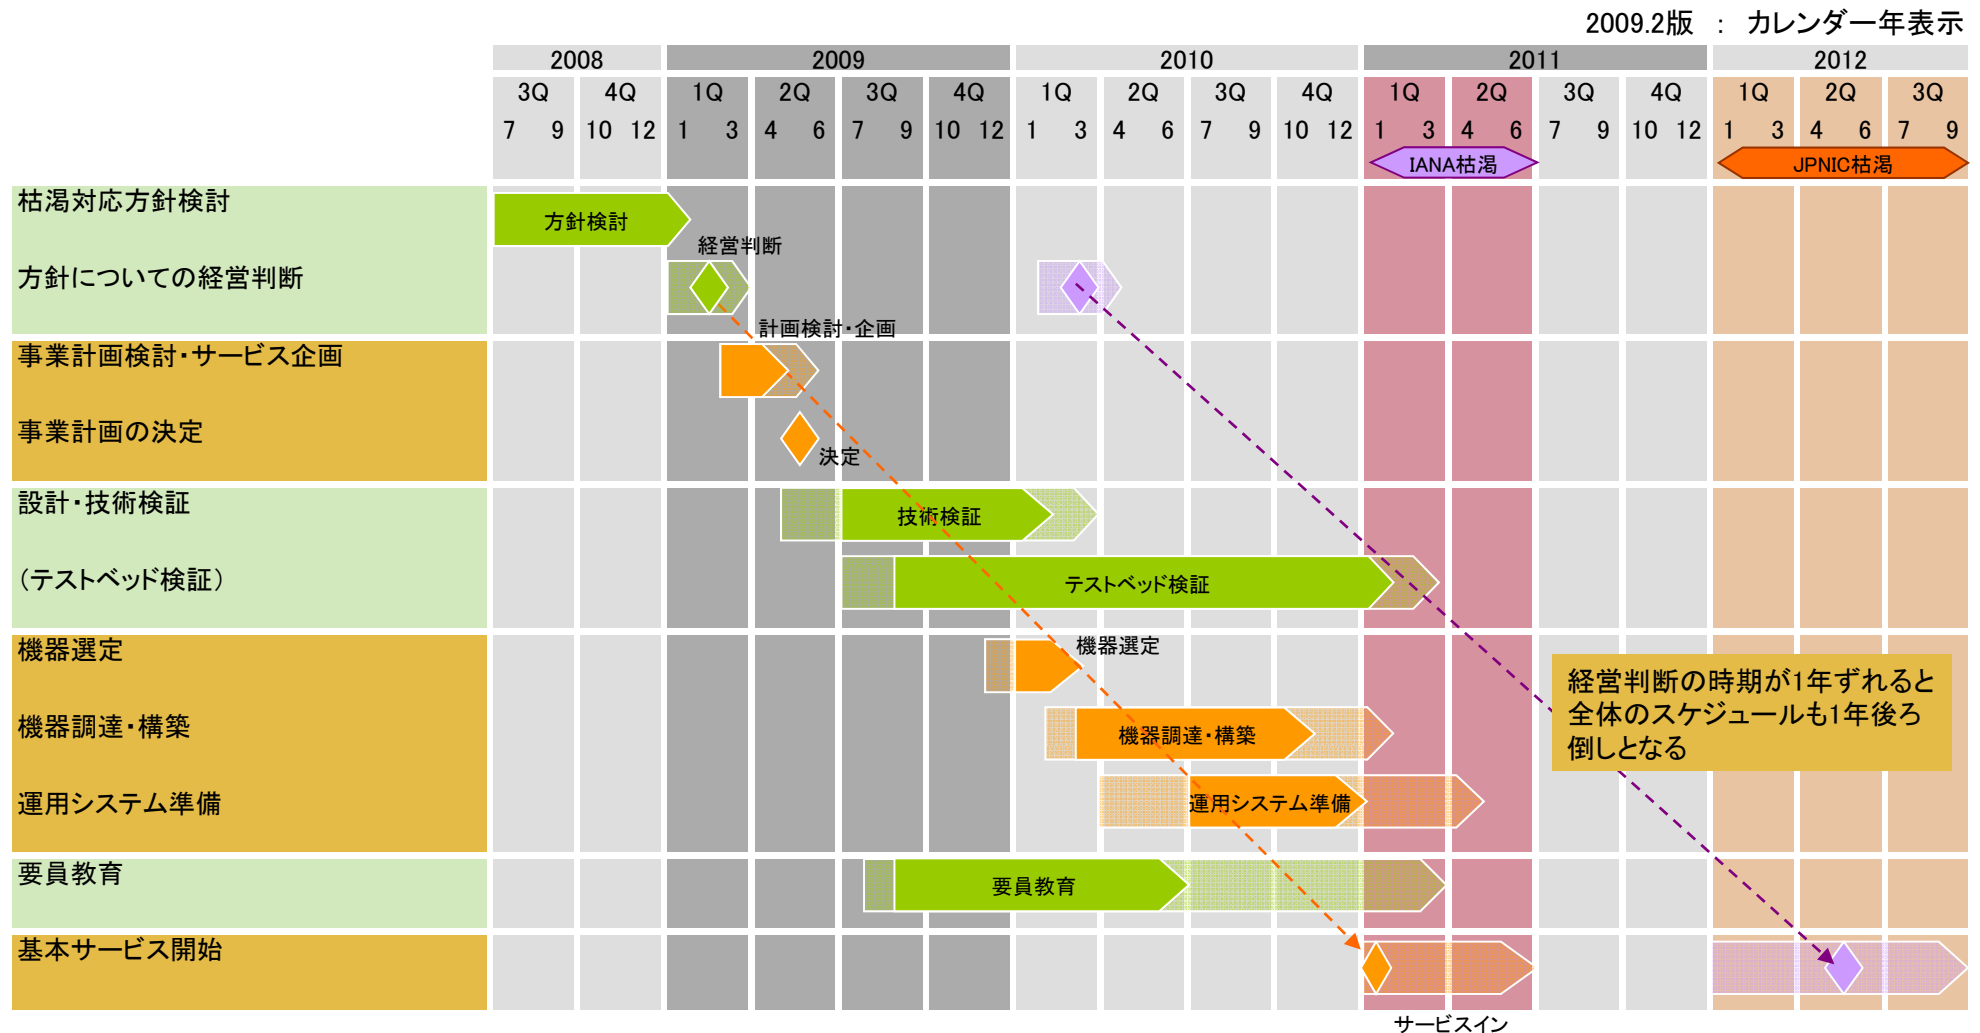 2009.2版 ： カレンダー年表示
2008 2009 2010 2011 2012
3Q 4Q 1Q 2Q 3Q 4Q 1Q 2Q 3Q 4Q 1Q 2Q 3Q 4Q 1Q 2Q 3Q
7 9 10 12 1 3 4 6 7 9 10 12 1 3 4 6 7 9 10 12 1 3 4 6 7 9 10 12 1 3 4 6 7 9
IANA枯渇 JPNIC枯渇
枯渇対応方針検討
方針検討
経営判断
方針についての経営判断
計画検討・企画
事業計画検討・サービス企画
事業計画の決定
決定
設計・技術検証
技術検証
（テストベッド検証）
テストベッド検証
機器選定
機器選定
経営判断の時期が1年ずれると
全体のスケジュールも1年後ろ
倒しとなる
機器調達・構築
機器調達・構築
運用システム準備
運用システム準備
要員教育
要員教育
基本サービス開始
サービスイン